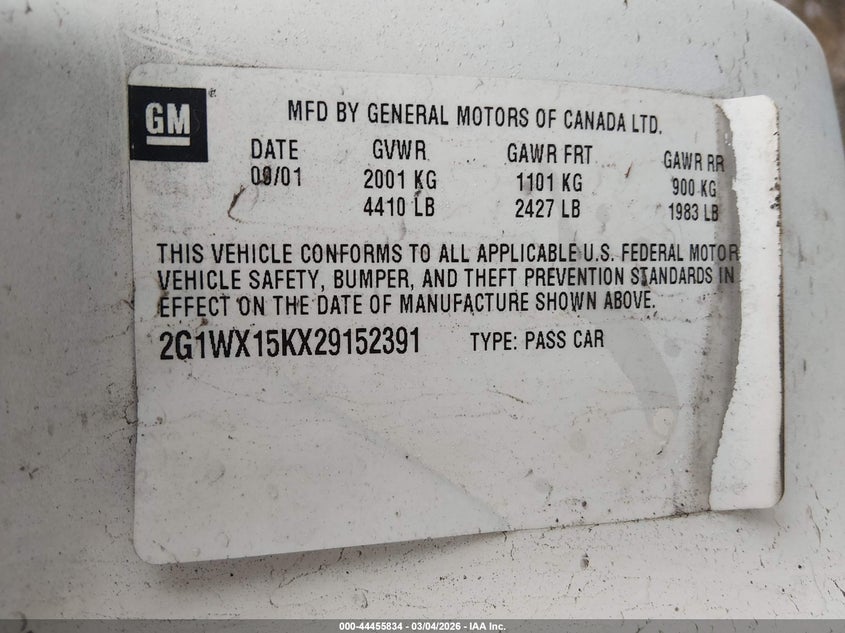 GM
MFD BY GENERAL MOTORS OF CANADA LTD.
DATE GVWR GAWR FRT GAWR RR
09/01 2001 KG 1101 KG 900 KG
4410 LB 2427 LB 1983 LB
THIS VEHICLE CONFORMS TO ALL APPLICABLE U.S. FEDERAL MOTOR
VEHICLE SAFETY, BUMPER, AND THEFT PREVENTION STANDARDS IN
EFFECT ON THE DATE OF MANUFACTURE SHOWN ABOVE.
2G1WX15KX29152391 TYPE: PASS CAR
000-44455834 - 03/04/2026 - IAA Inc.